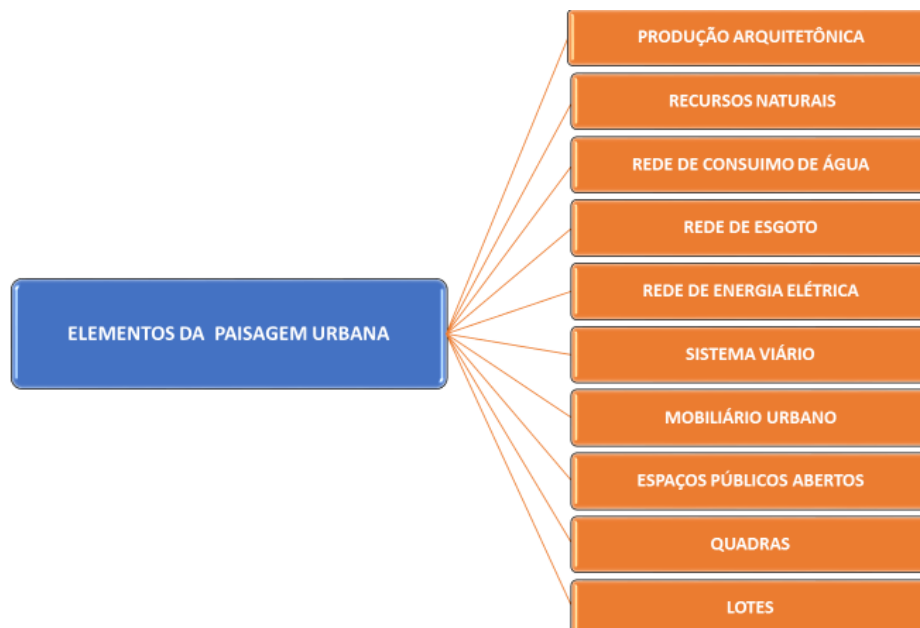 ELEMENTOS DA PAISAGEM URBANA
PRODUÇÃO ARQUITETÔNICA
RECURSOS NATURAIS
REDE DE CONSUIMO DE ÁGUA
REDE DE ESGOTO
REDE DE ENERGIA ELÉTRICA
SISTEMA VIÁRIO
MOBILIÁRIO URBANO
ESPAÇOS PÚBLICOS ABERTOS
QUADRAS
LOTES